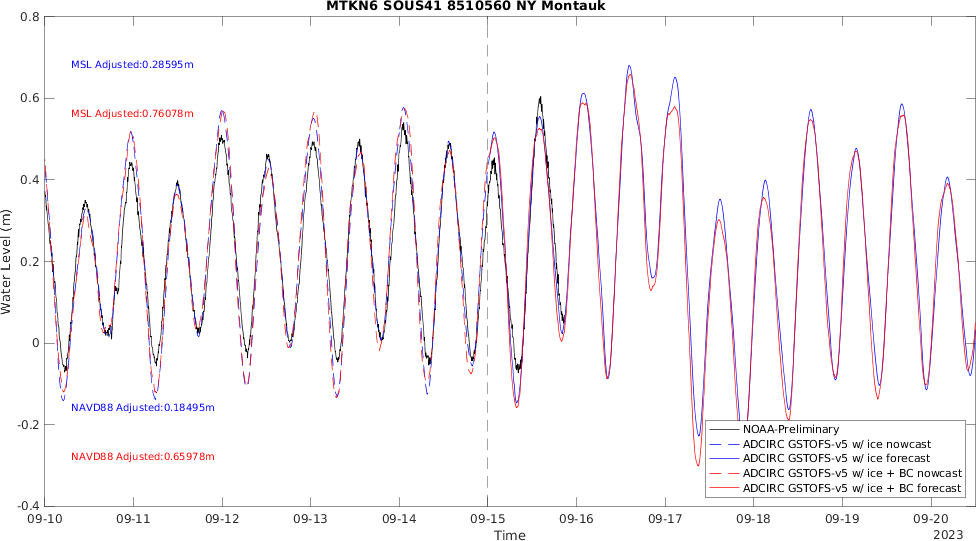 MTKN6 SOUS41 8510560 NY Montauk
0.8
MSL Adjusted:0.28595m
0.6
MSL Adjusted:0.76078m
0.4
Water Level (m)
0.2
0
NAVD88 Adjusted:0.18495m
-0.2
NOAA-Preliminary
ADCIRC GSTOFS-v5 w/ ice nowcast
NAVD88 Adjusted:0.65978m
ADCIRC GSTOFS-v5 w/ ice forecast
ADCIRC GSTOFS-v5 w/ ice + BC nowcast
ADCIRC GSTOFS-v5 w/ ice + BC forecast
-0.4
09-10 09-11 09-12 09-13 09-14 09-15 09-16 09-17 09-18 09-19 09-20
Time
2023